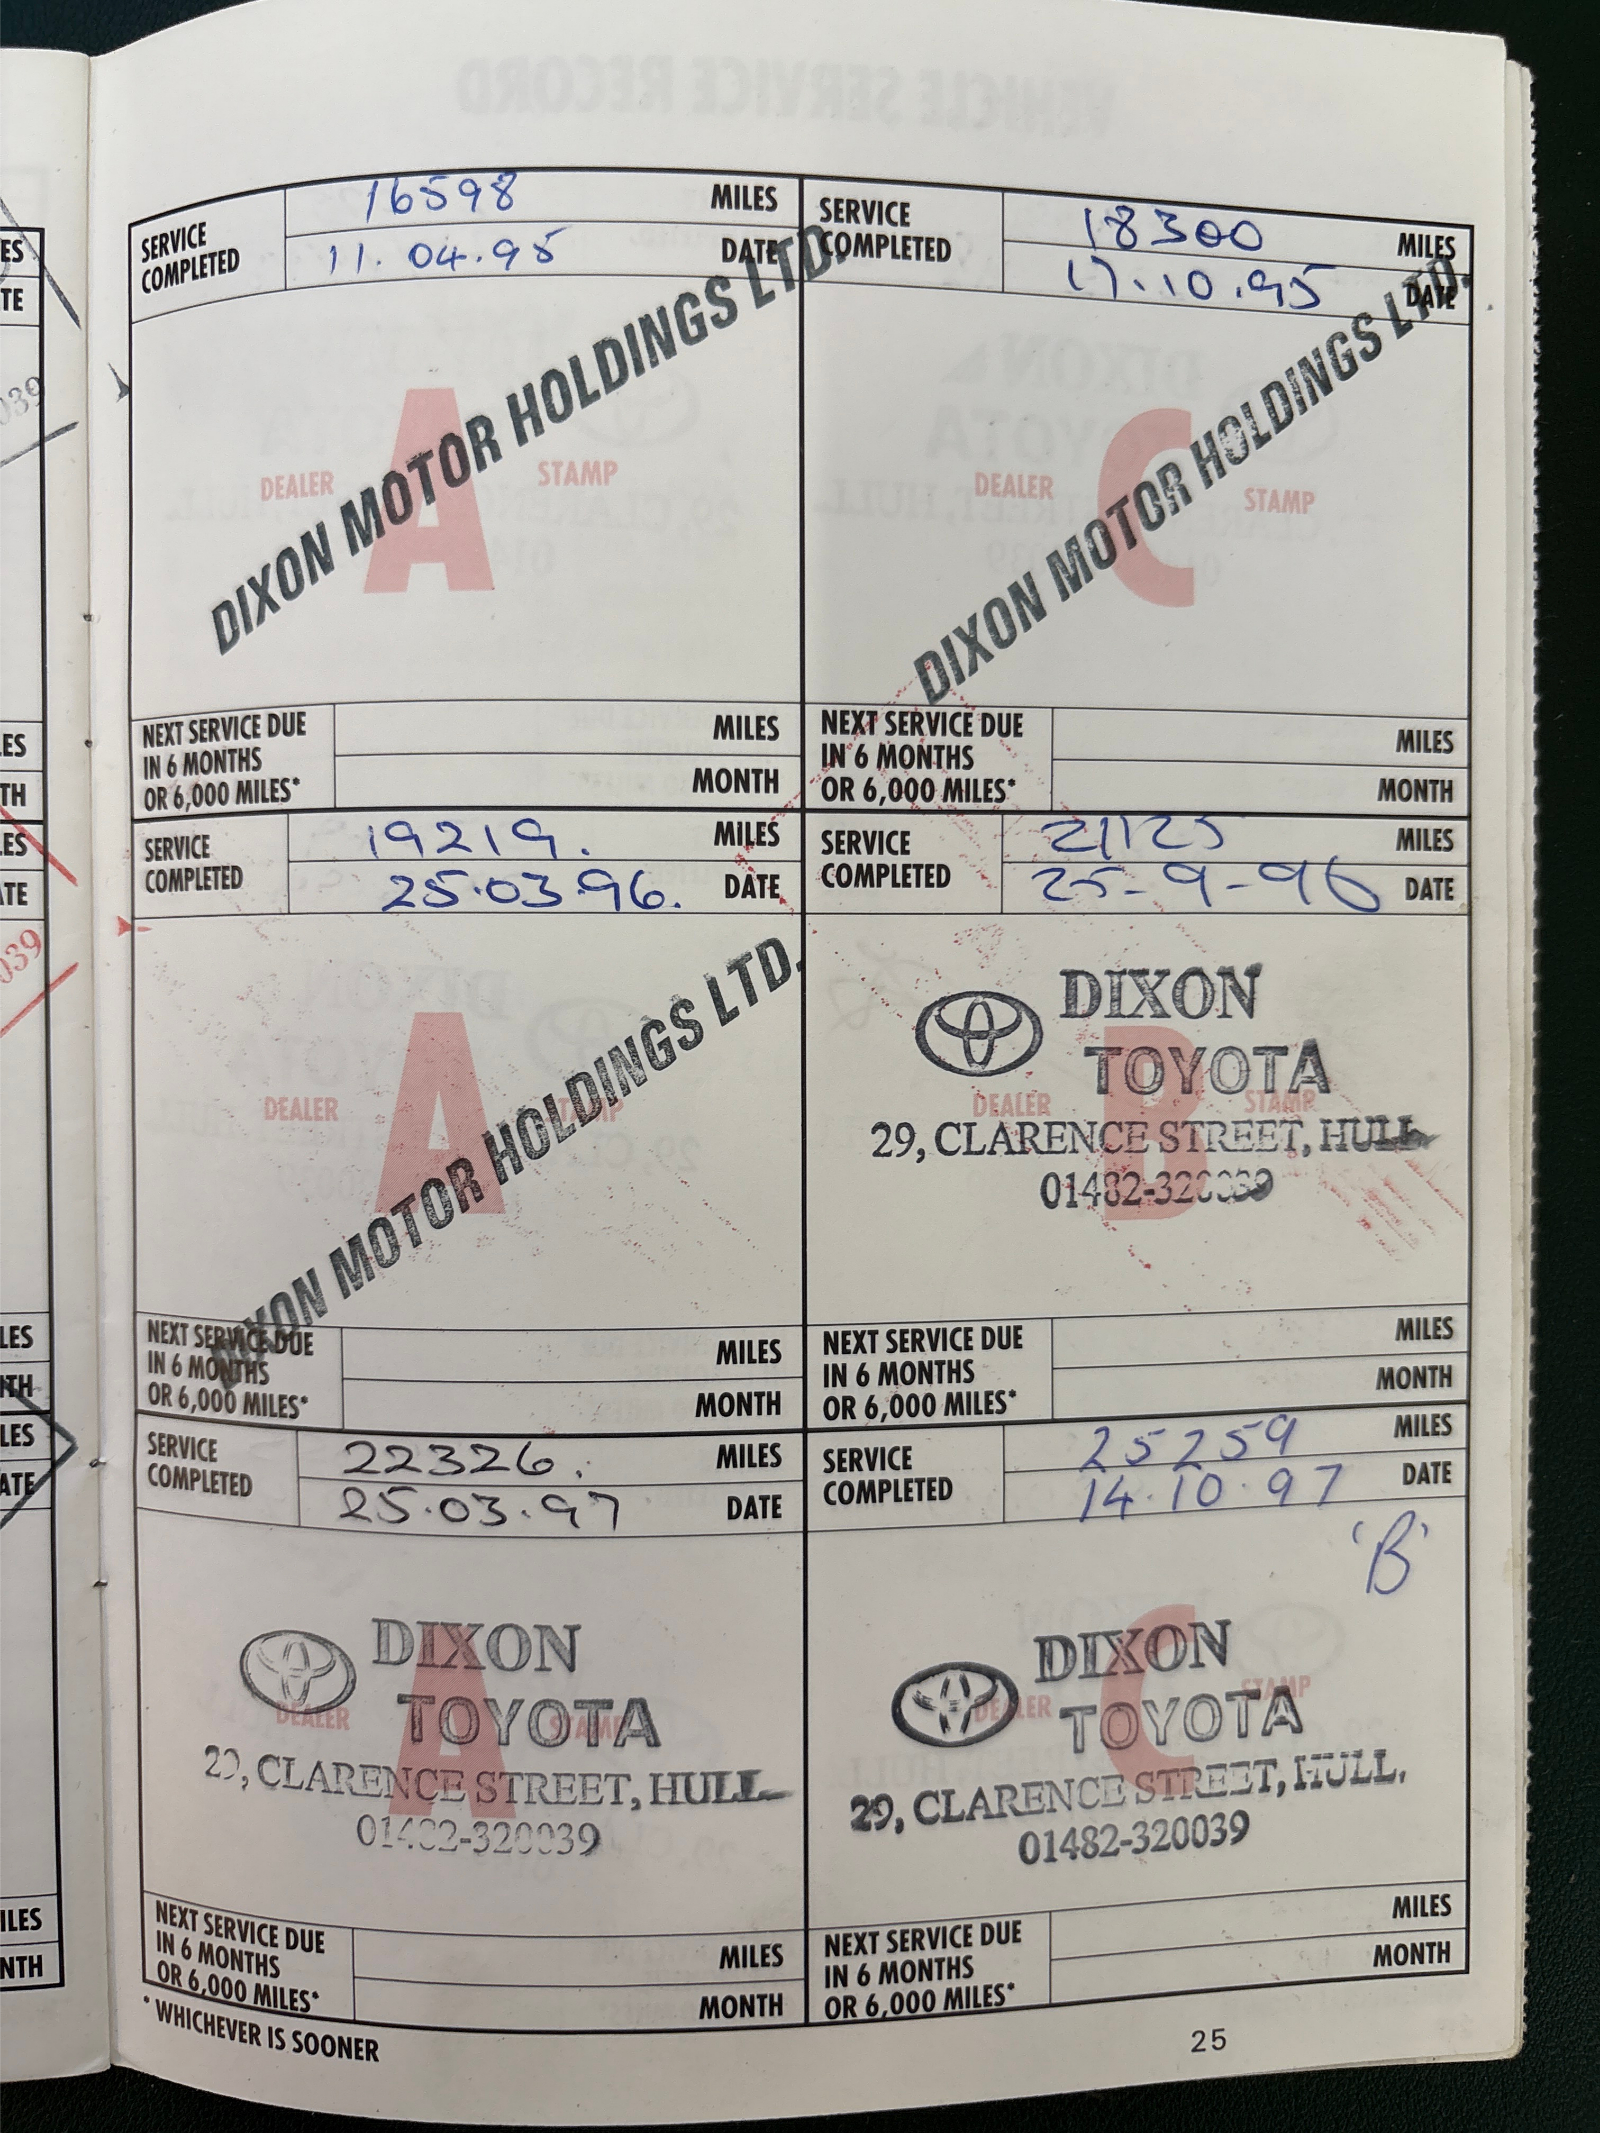 16598 MILES
SERVICE
COMPLETED
11.04.95 DATE
DIXON MOTOR HOLDINGS LTD.
DEALER A STAMP
NEXT SERVICE DUE
IN 6 MONTHS
OR 6,000 MILES*
MILES
MONTH
SERVICE
COMPLETED
18300 MILES
17.10.95 DATE
DIXON MOTOR HOLDINGS LTD.
DEALER C STAMP
NEXT SERVICE DUE
IN 6 MONTHS
OR 6,000 MILES*
MILES
MONTH
SERVICE
COMPLETED
19219. MILES
25.03.96. DATE
DIXON MOTOR HOLDINGS LTD.
DEALER A STAMP
NEXT SERVICE DUE
IN 6 MONTHS
OR 6,000 MILES*
MILES
MONTH
SERVICE
COMPLETED
21125 MILES
25-9-96 DATE
DIXON
TOYOTA
DEALER B STAMP
29, CLARENCE STREET, HULL
01482-320039
NEXT SERVICE DUE
IN 6 MONTHS
OR 6,000 MILES*
MILES
MONTH
SERVICE
COMPLETED
22326. MILES
25.03.97 DATE
DIXON
TOYOTA
DEALER A STAMP
29, CLARENCE STREET, HULL
01482-320039
NEXT SERVICE DUE
IN 6 MONTHS
OR 6,000 MILES*
MILES
MONTH
SERVICE
COMPLETED
25259 MILES
14.10.97 DATE
'B'
DIXON
TOYOTA
DEALER C STAMP
29, CLARENCE STREET, HULL.
01482-320039
NEXT SERVICE DUE
IN 6 MONTHS
OR 6,000 MILES*
MILES
MONTH
* WHICHEVER IS SOONER
25